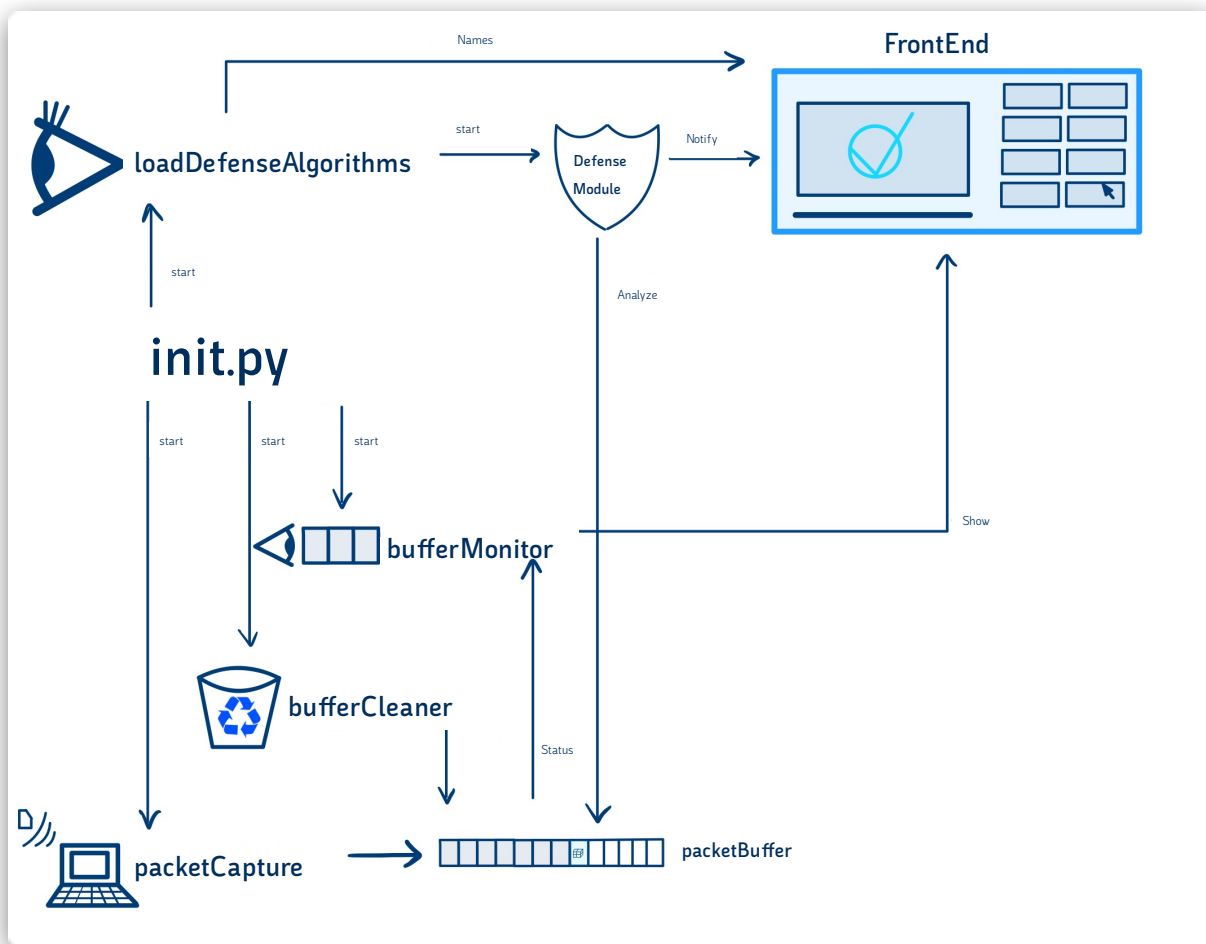 Names
FrontEnd
loadDefenseAlgorithms
start
Defense
Module
Notify
start
Analyze
init.py
start
start
start
Show
bufferMonitor
bufferCleaner
Status
packetCapture
packetBuffer